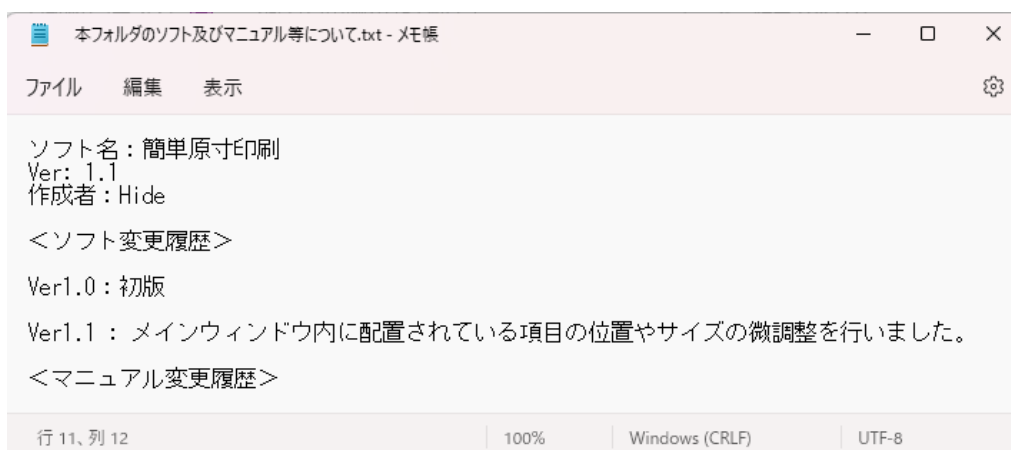 本フォルダのソフト及びマニュアル等について.txt - メモ帳
ファイル 編集 表示
ソフト名：簡単原寸印刷
Ver: 1.1
作成者：Hide
＜ソフト変更履歴＞
Ver1.0：初版
Ver1.1 : メインウィンドウ内に配置されている項目の位置やサイズの微調整を行いました。
＜マニュアル変更履歴＞
行 11、列 12 100% Windows (CRLF) UTF-8